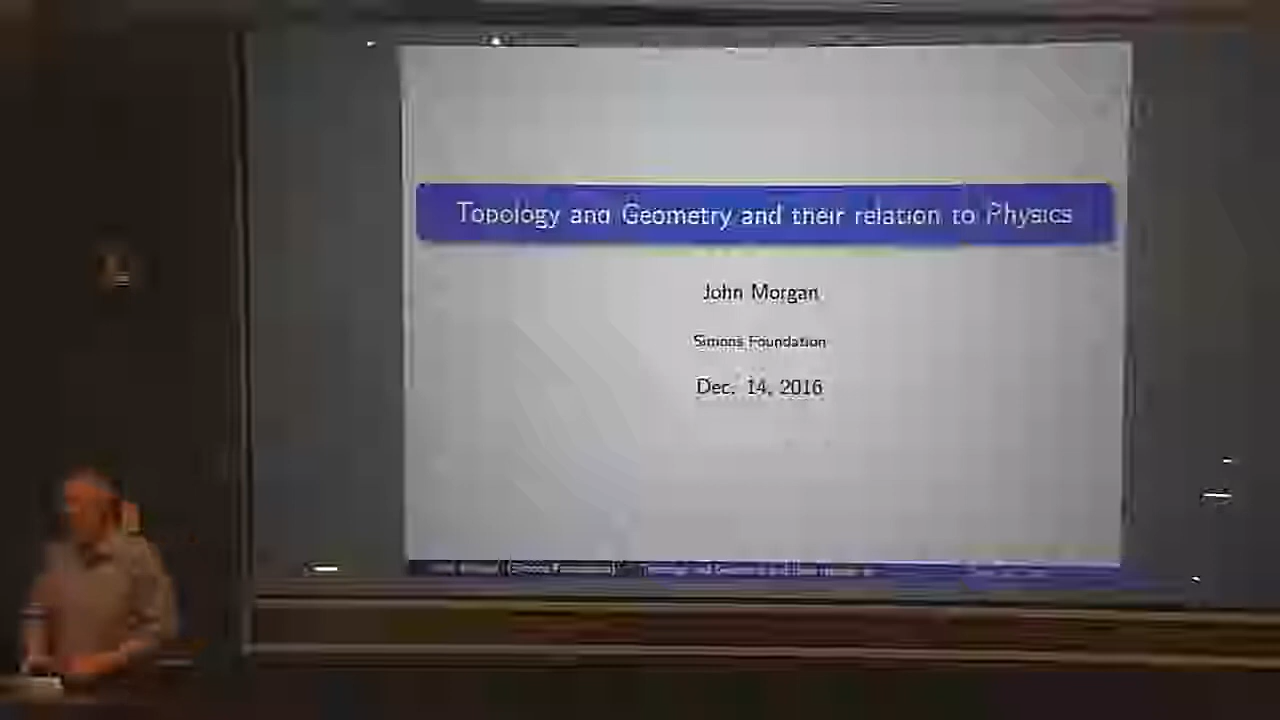 Topology and Geometry and their relation to Physics
John Morgan
Simons Foundation
Dec. 14, 2016